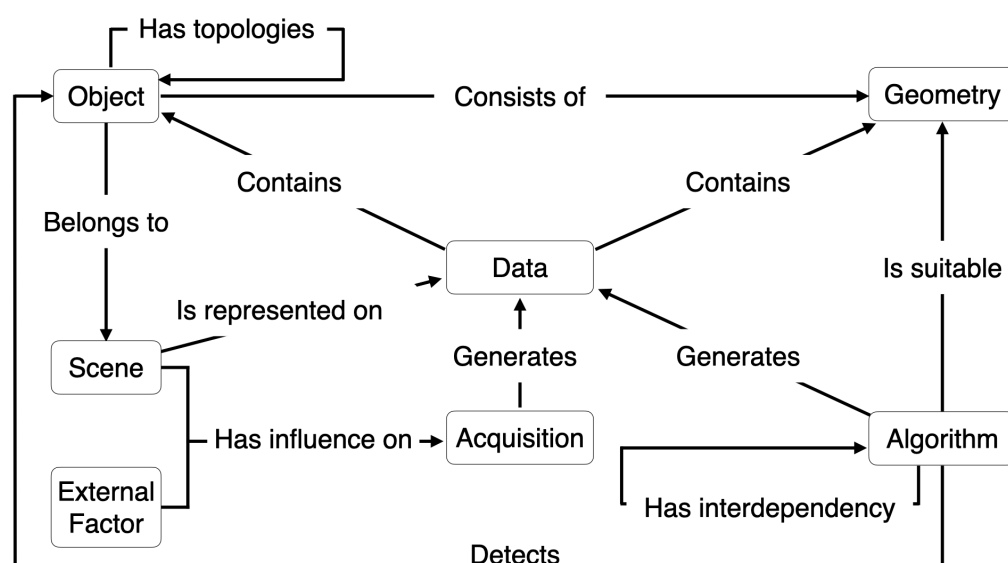 Has topologies
Object
Consists of
Geometry
Contains
Contains
Belongs to
Data
Is suitable
Is represented on
Generates
Generates
Scene
Has influence on
Acquisition
Algorithm
External
Factor
Has interdependency
Detects